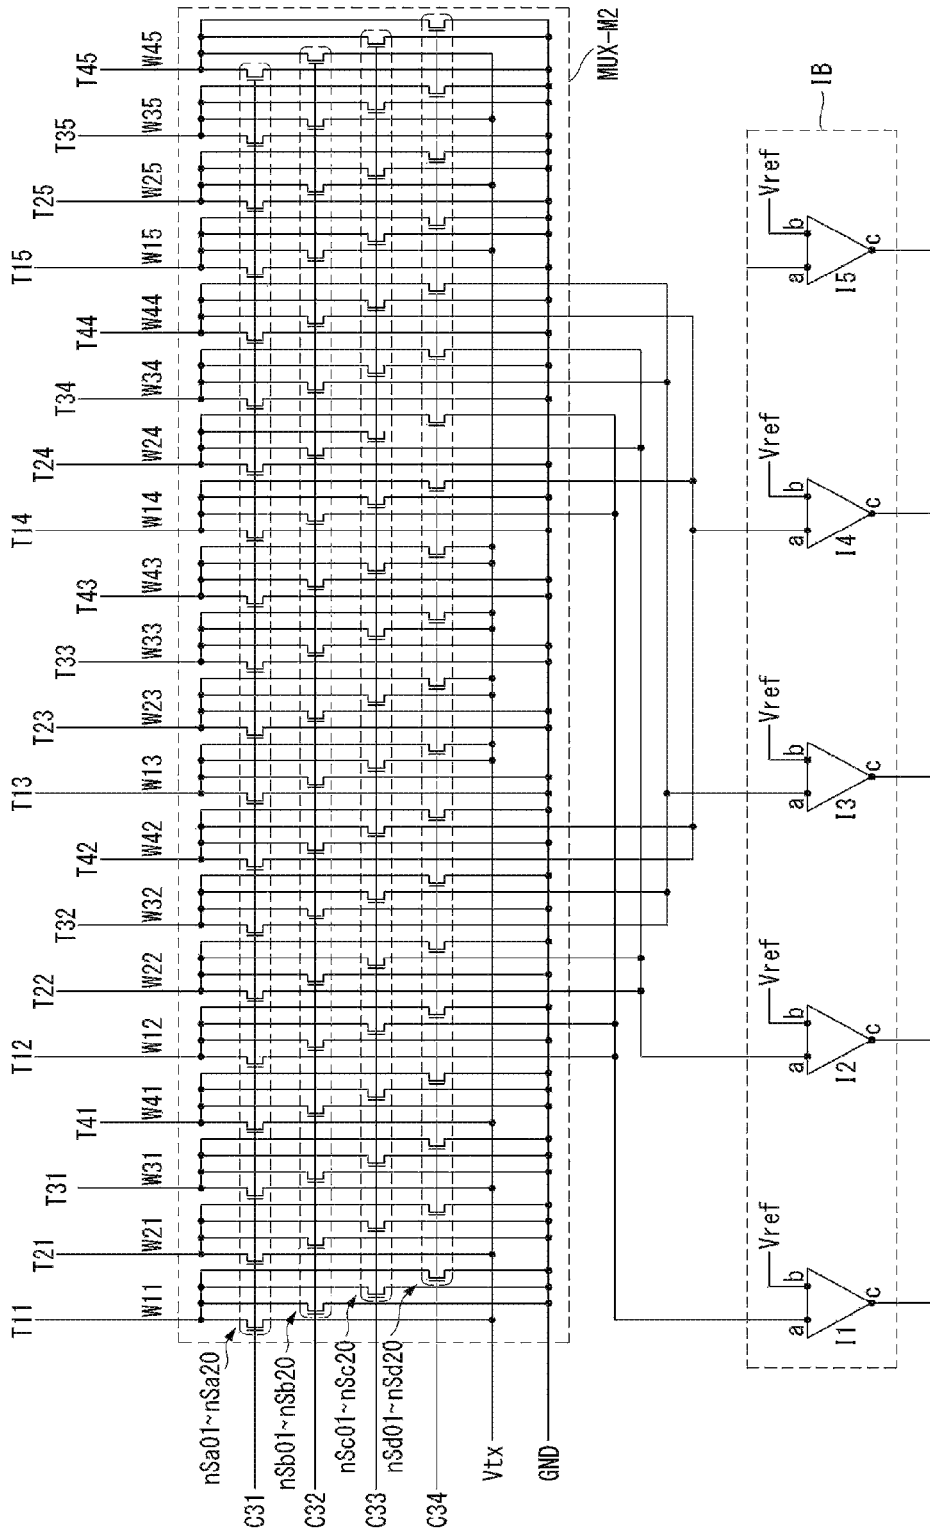 T11 T21 T31 T41 T12 T22 T32 T42 T13 T23 T33 T43 T14 T24 T34 T44 T15 T25 T35 T45
W11 W21 W31 W41 W12 W22 W32 W42 W13 W23 W33 W43 W14 W24 W34 W44 W15 W25 W35 W45
nSa01~nSa20
C31
nSb01~nSb20
C32
nSc01~nSc20
C33
nSd01~nSd20
C34
Vtx
GND
MUX-M2
IB
Vref Vref Vref Vref Vref
a b a b a b a b a b
I1 c I2 c I3 c I4 c I5 c